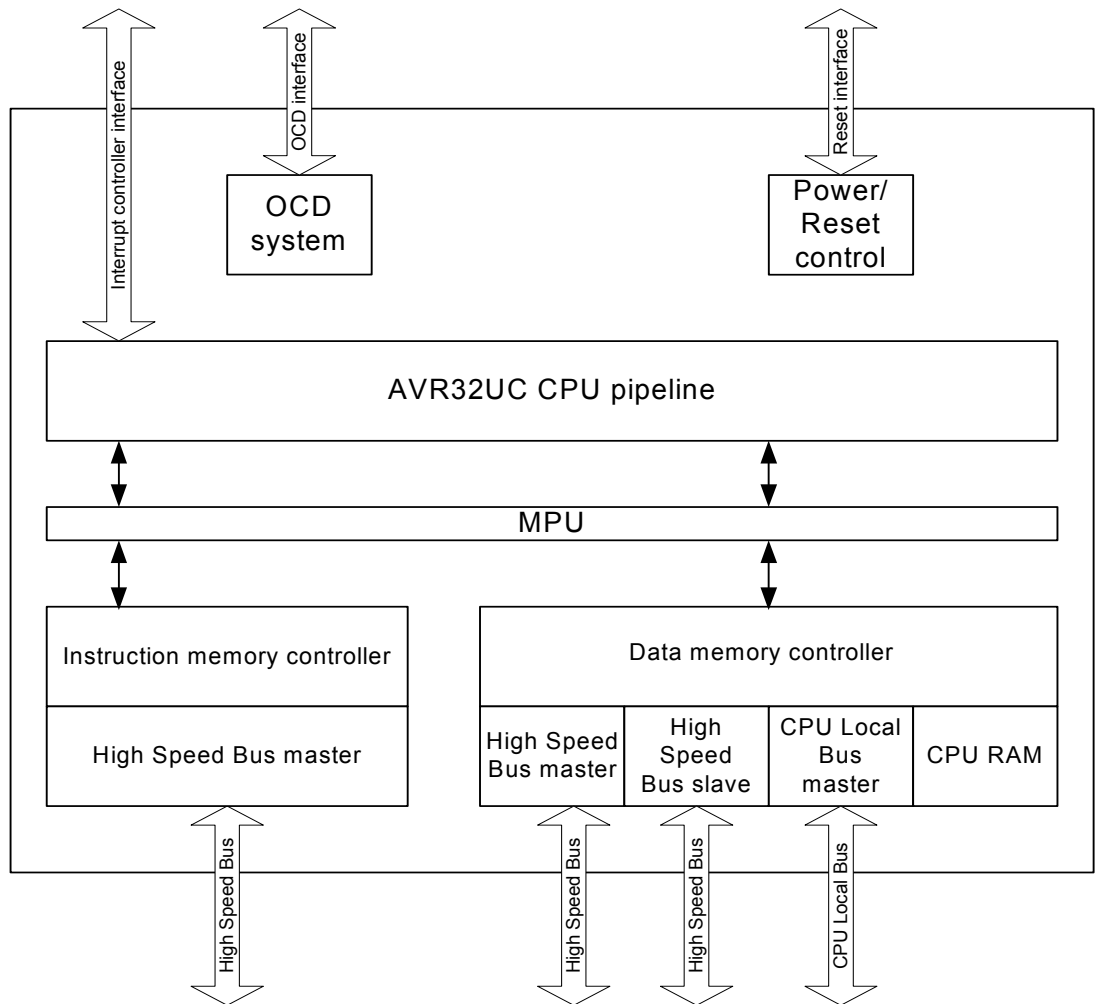 Interrupt controller interface
OCD interface
Reset interface
OCD
system
Power/
Reset
control
AVR32UC CPU pipeline
MPU
Instruction memory controller
Data memory controller
High Speed Bus master
High Speed
Bus master
High
Speed
Bus slave
CPU Local
Bus
master
CPU RAM
High Speed Bus
High Speed Bus
High Speed Bus
CPU Local Bus